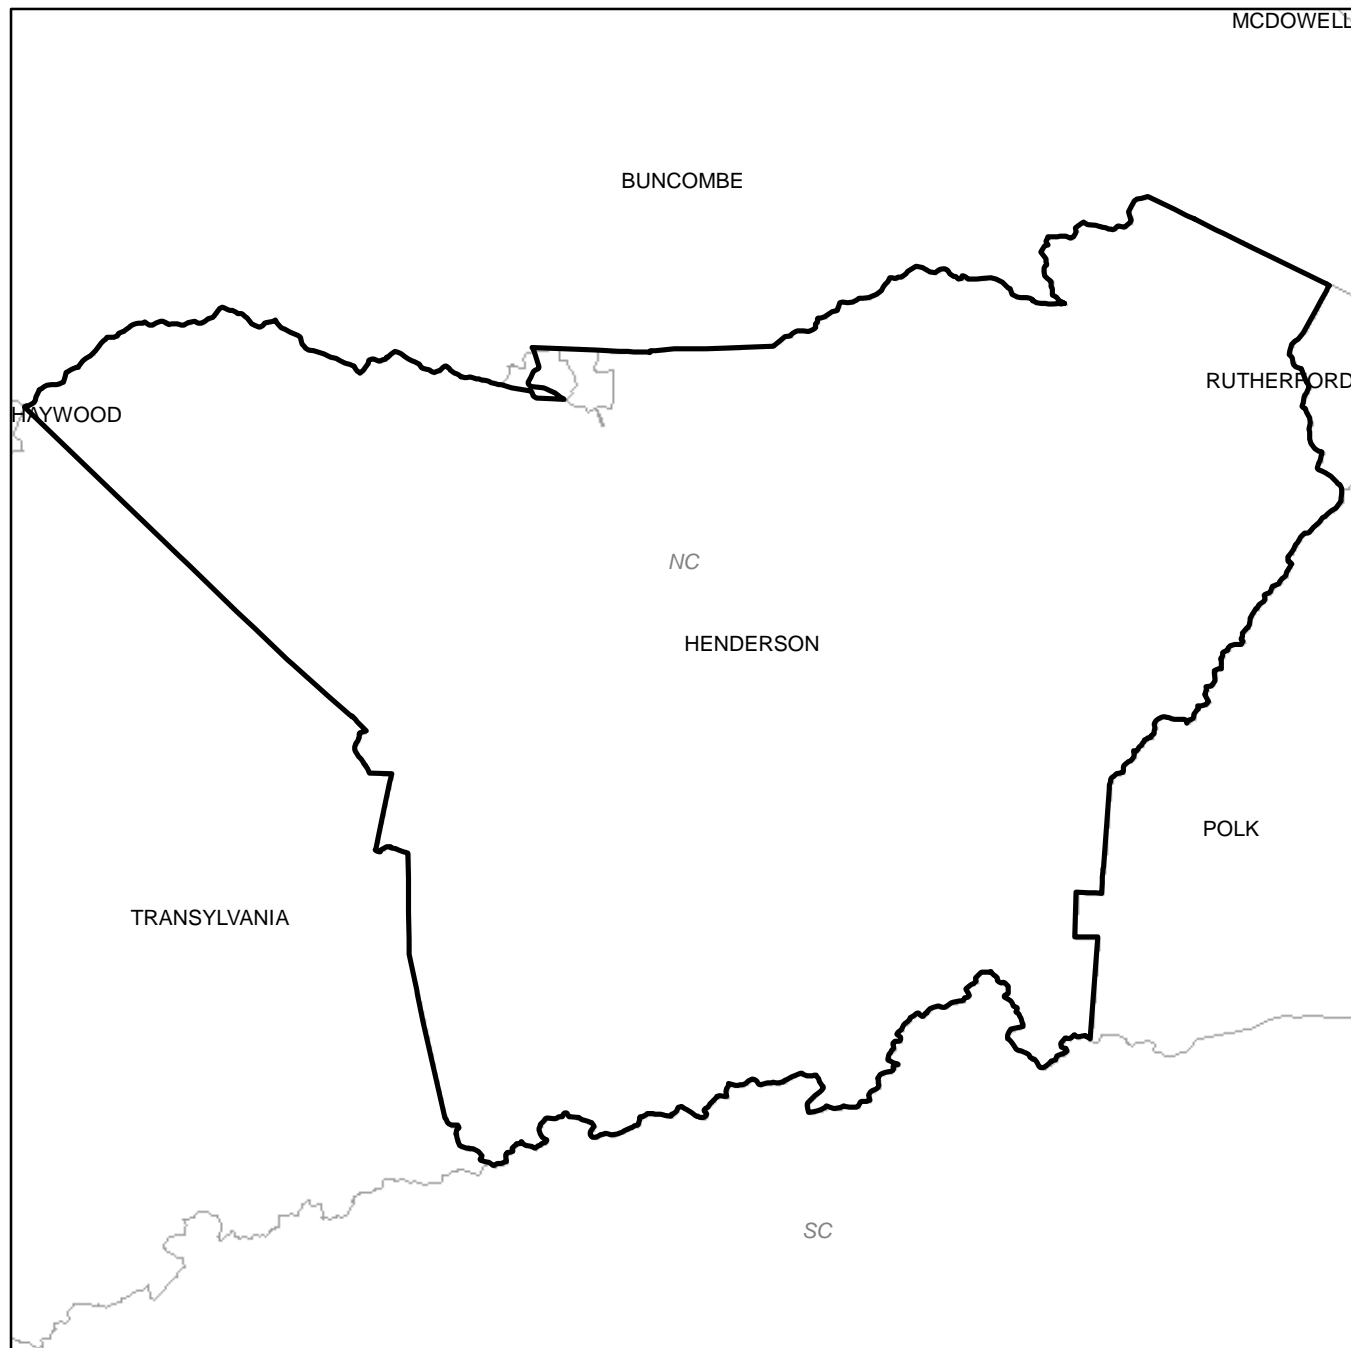 MCDOWELL
BUNCOMBE
RUTHERFORD
HAYWOOD
NC
HENDERSON
POLK
TRANSYLVANIA
SC